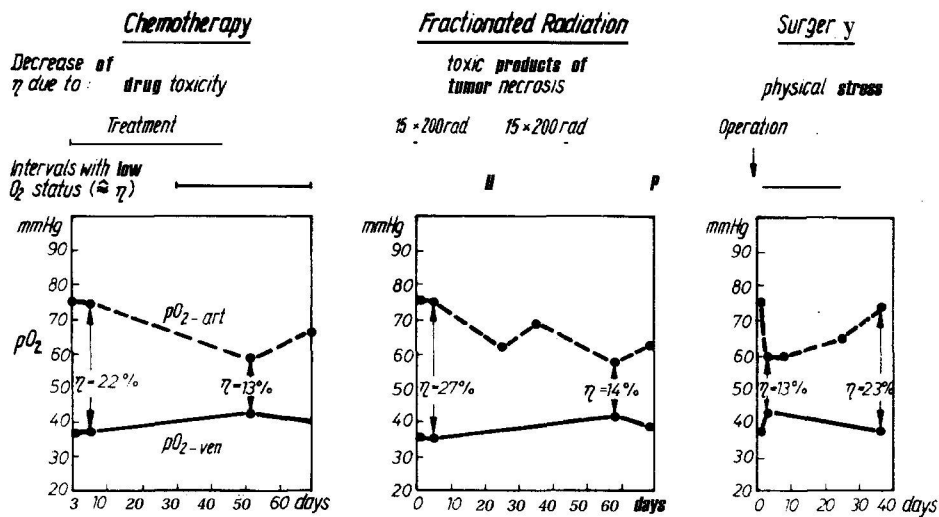 Chemotherapy
Fractionated Radiation
Surger y
Decrease of
η due to : drug toxicity
toxic products of
tumor necrosis
physical stress
Treatment
15 × 200 rad 15 × 200 rad
Operation
Intervals with low
O₂ status (≙ η)
mmHg
90
80
70
60
50
40
30
20
pO₂
pO₂-art
η=22%
η=13%
pO₂-ven
3 10 20 30 40 50 60 days
mmHg
90
80
70
60
50
40
30
20
η=27%
η=14%
0 10 20 30 40 50 60 days
mmHg
90
80
70
60
50
40
30
20
η=13%
η=23%
0 10 20 30 40
days